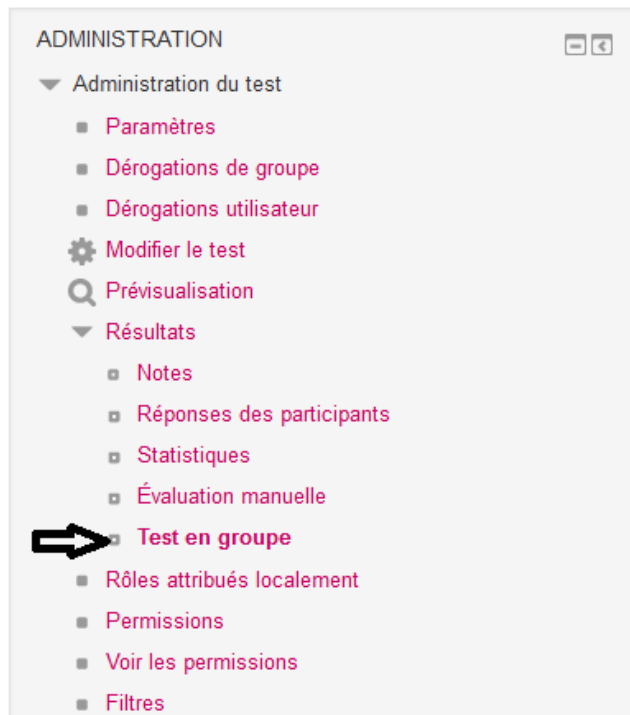 ADMINISTRATION
Administration du test
Paramètres
Dérogations de groupe
Dérogations utilisateur
Modifier le test
Prévisualisation
Résultats
Notes
Réponses des participants
Statistiques
Évaluation manuelle
Test en groupe
Rôles attribués localement
Permissions
Voir les permissions
Filtres